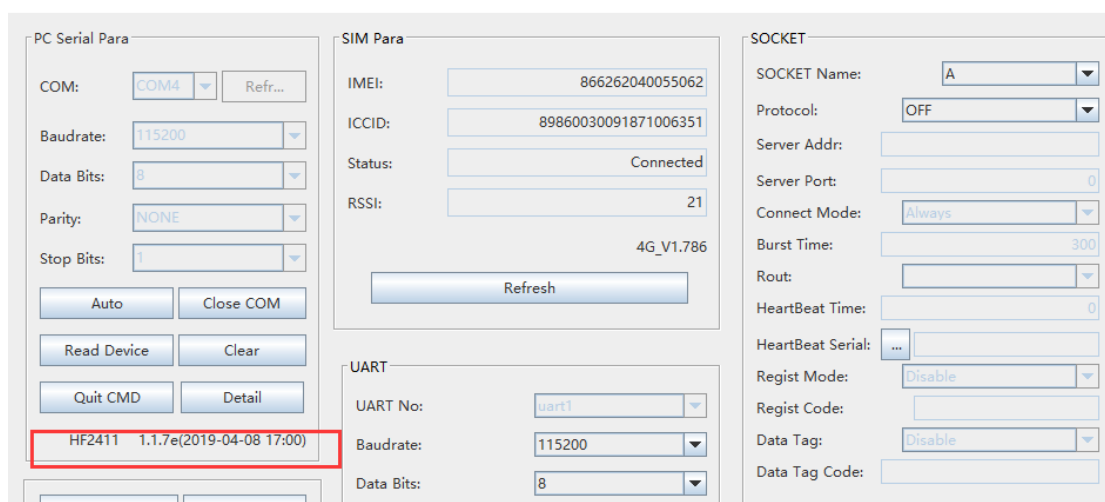 PC Serial Para
COM: COM4 Refr...
Baudrate: 115200
Data Bits: 8
Parity: NONE
Stop Bits: 1
Auto Close COM
Read Device Clear
Quit CMD Detail
HF2411 1.1.7e(2019-04-08 17:00)
SIM Para
IMEI: 866262040055062
ICCID: 89860030091871006351
Status: Connected
RSSI: 21
4G_V1.786
Refresh
UART
UART No: uart1
Baudrate: 115200
Data Bits: 8
SOCKET
SOCKET Name: A
Protocol: OFF
Server Addr:
Server Port: 0
Connect Mode: Always
Burst Time: 300
Rout:
HeartBeat Time: 0
HeartBeat Serial: ...
Regist Mode: Disable
Regist Code:
Data Tag: Disable
Data Tag Code: